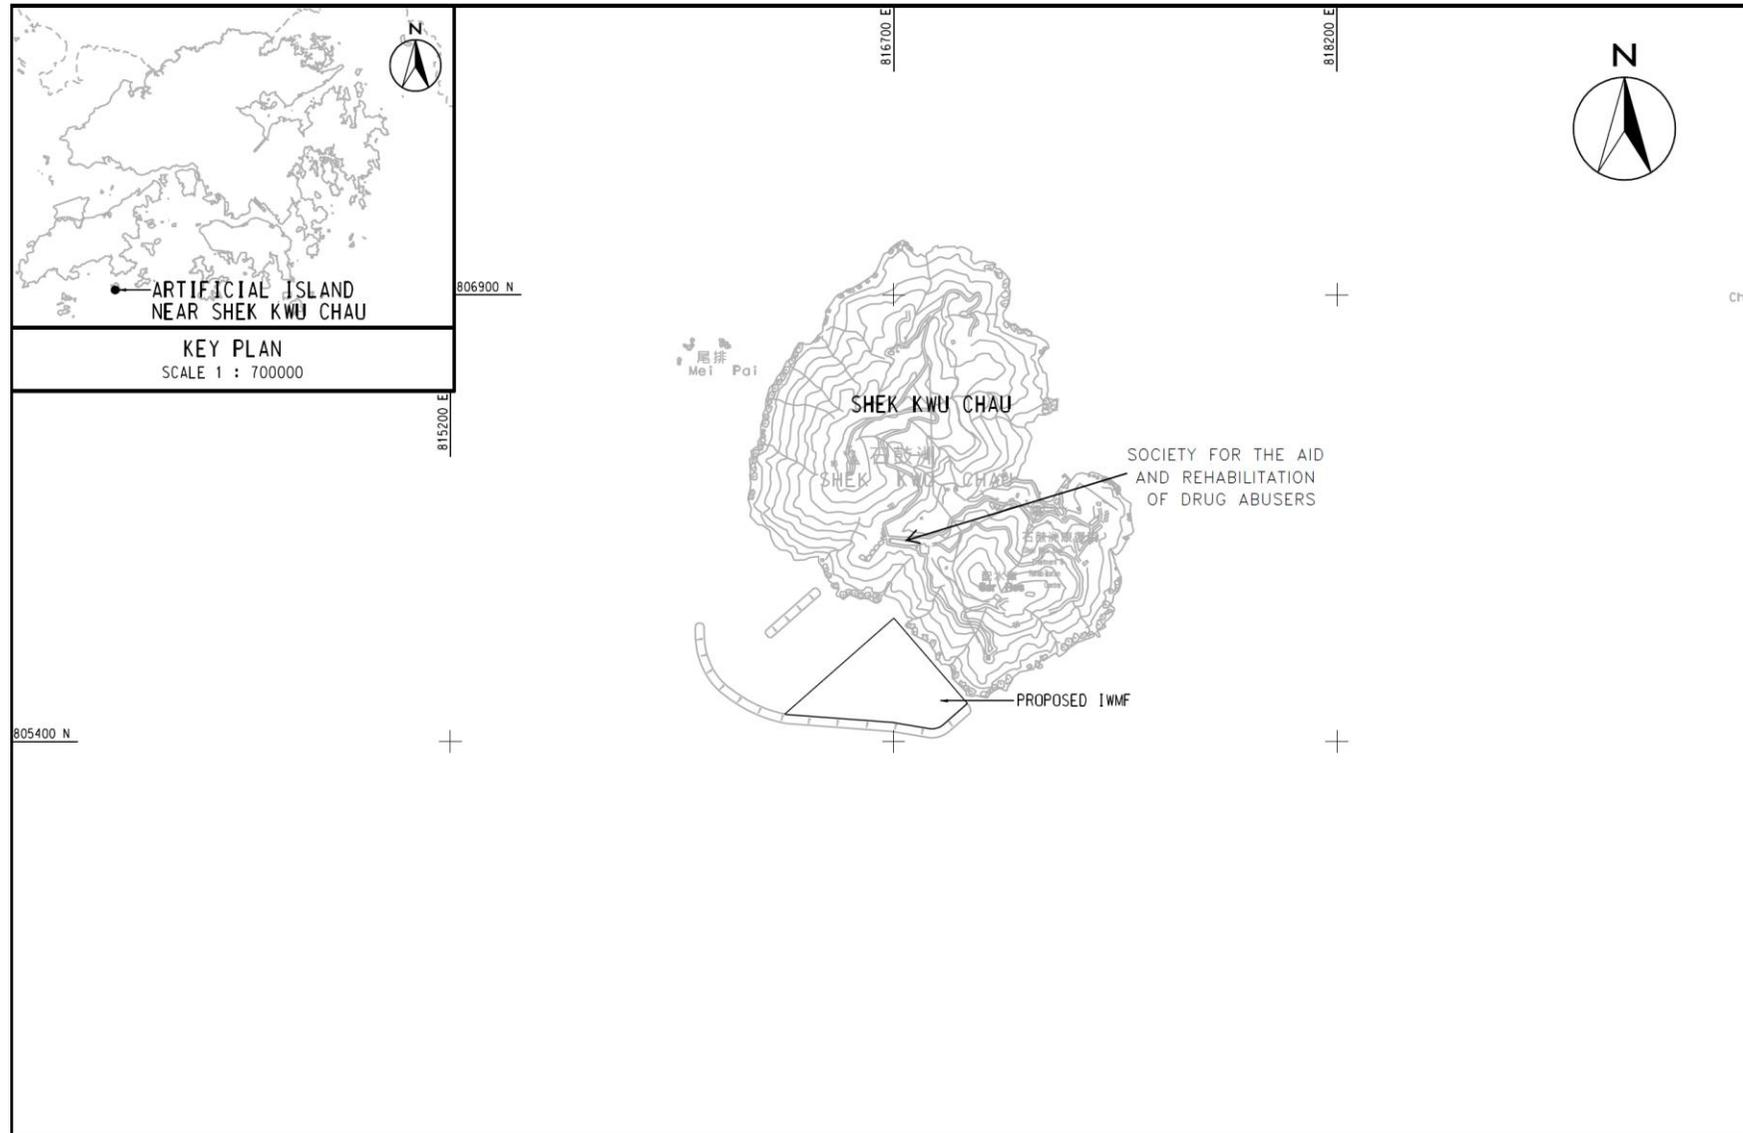 N
ARTIFICIAL ISLAND
NEAR SHEK KWU CHAU
KEY PLAN
SCALE 1 : 700000
816700 E
818200 E
N
806900 N
815200 E
尾排
Mei Pai
SHEK KWU CHAU
石鼓洲
SHEK KWU CHAU
SOCIETY FOR THE AID
AND REHABILITATION
OF DRUG ABUSERS
PROPOSED IWMF
805400 N
Ch